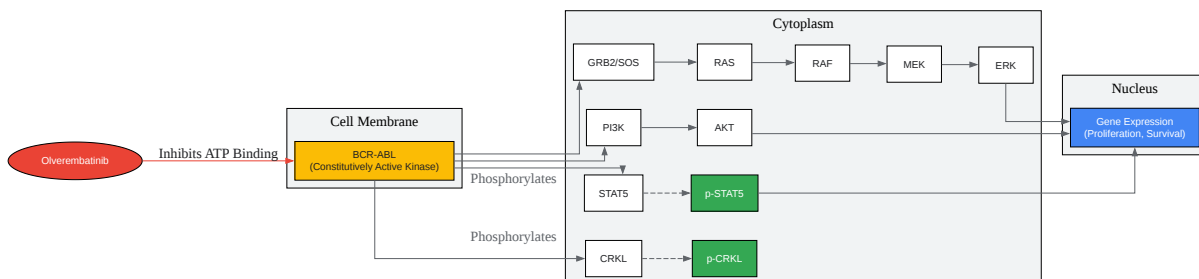 Cytoplasm
GRB2/SOS
RAS
RAF
MEK
ERK
Nucleus
Gene Expression
(Proliferation, Survival)
Cell Membrane
PI3K
AKT
Olverembatinib
Inhibits ATP Binding
BCR-ABL
(Constitutively Active Kinase)
Phosphorylates
STAT5
p-STAT5
Phosphorylates
CRKL
p-CRKL